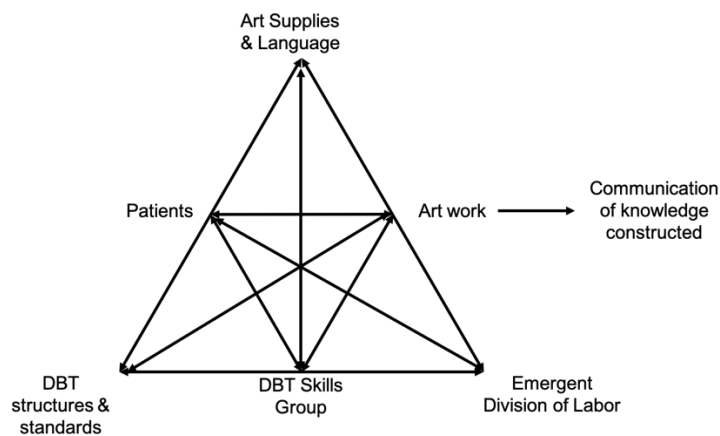 Art Supplies
& Language
Patients
Art work
Communication
of knowledge
constructed
DBT
structures &
standards
DBT Skills
Group
Emergent
Division of Labor